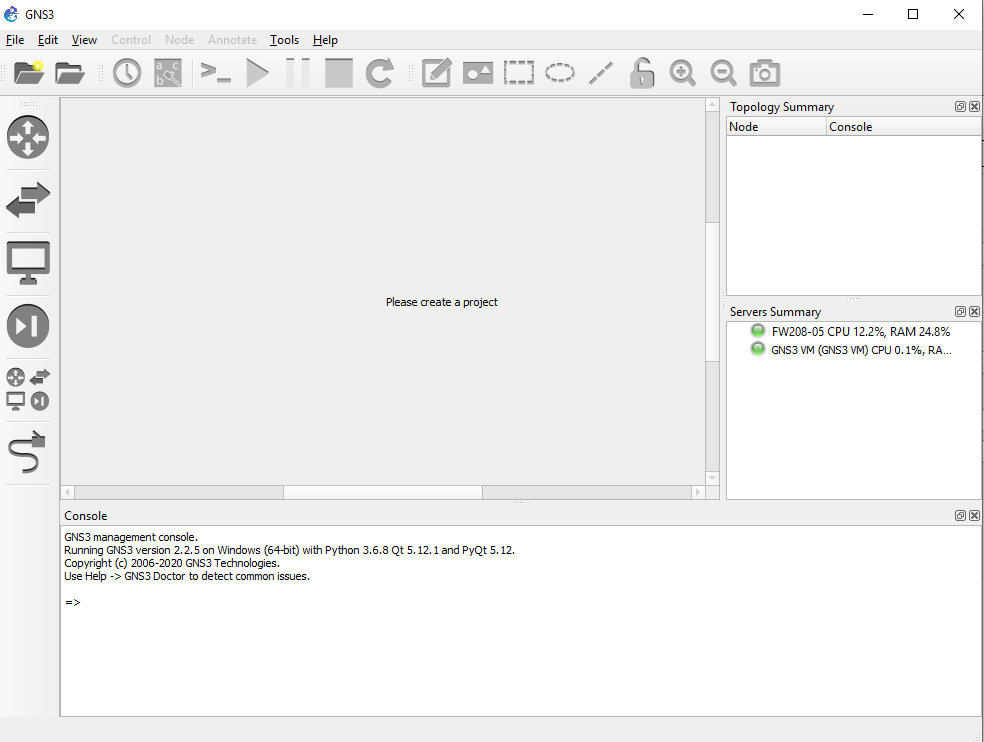 GNS3
File Edit View Control Node Annotate Tools Help
a b c
Topology Summary
Node Console
Please create a project
Servers Summary
FW208-05 CPU 12.2%, RAM 24.8%
GNS3 VM (GNS3 VM) CPU 0.1%, RA...
Console
GNS3 management console.
Running GNS3 version 2.2.5 on Windows (64-bit) with Python 3.6.8 Qt 5.12.1 and PyQt 5.12.
Copyright (c) 2006-2020 GNS3 Technologies.
Use Help -> GNS3 Doctor to detect common issues.
=>